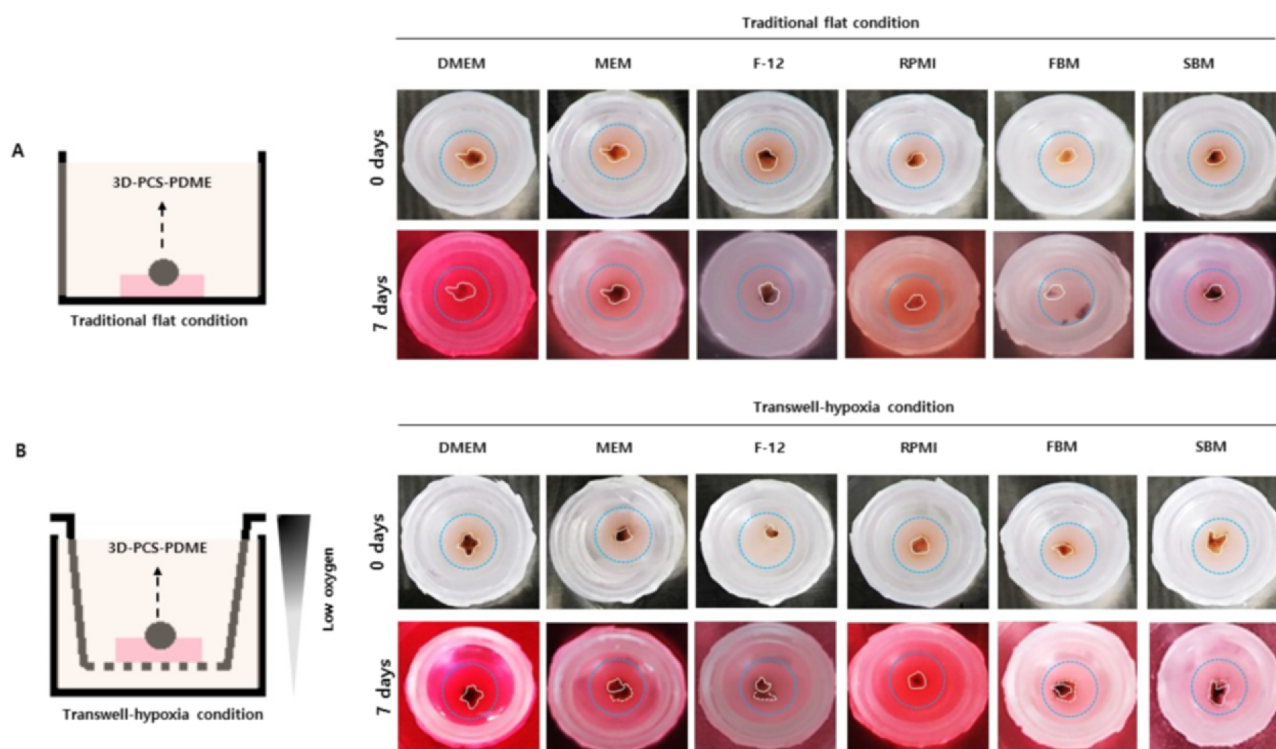 Traditional flat condition
DMEM MEM F-12 RPMI FBM SBM
0 days
A
3D-PCS-PDME
7 days
Traditional flat condition
Transwell-hypoxia condition
B
DMEM MEM F-12 RPMI FBM SBM
0 days
3D-PCS-PDME
Low oxygen
7 days
Transwell-hypoxia condition